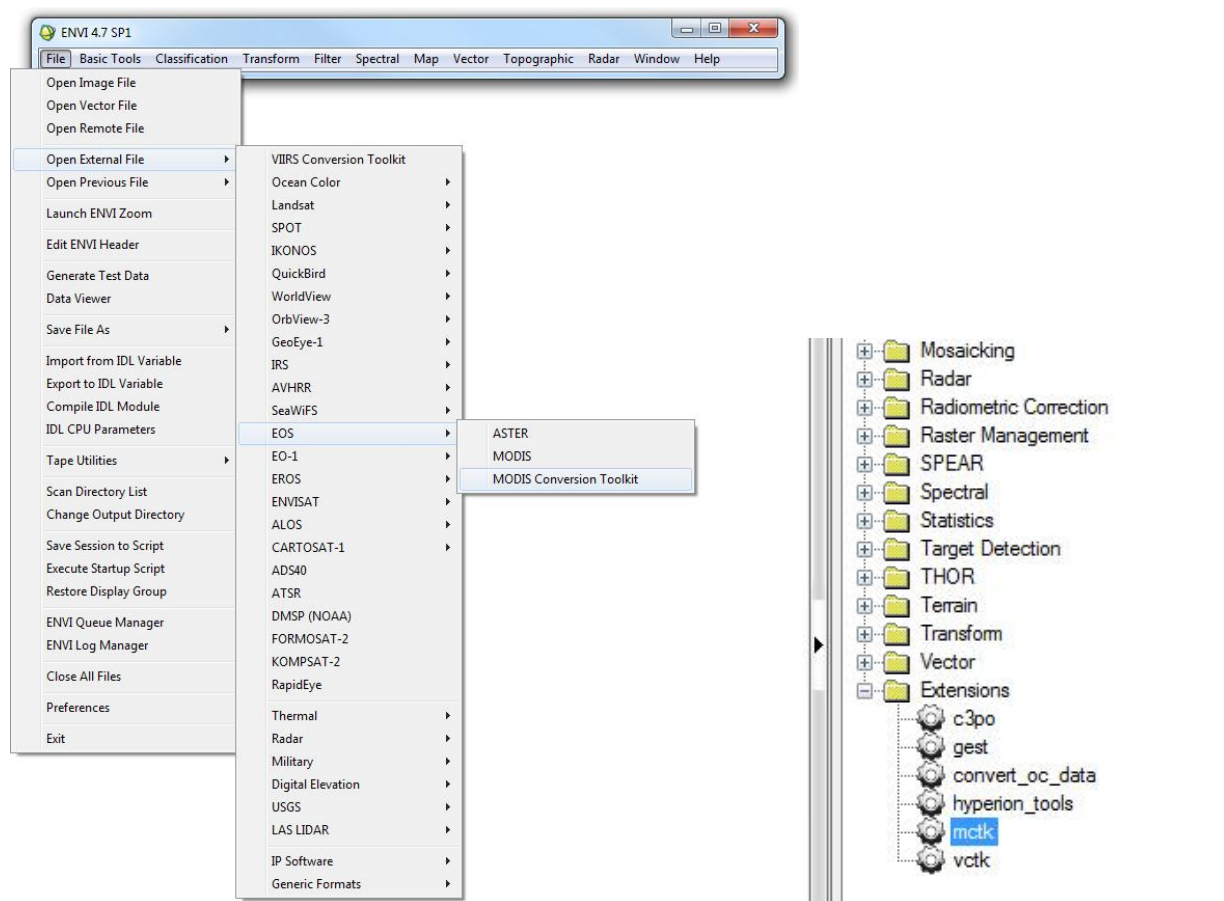 ENVI 4.7 SP1
File Basic Tools Classification Transform Filter Spectral Map Vector Topographic Radar Window Help
Open Image File
Open Vector File
Open Remote File
Open External File
Open Previous File
Launch ENVI Zoom
Edit ENVI Header
Generate Test Data
Data Viewer
Save File As
Import from IDL Variable
Export to IDL Variable
Compile IDL Module
IDL CPU Parameters
Tape Utilities
Scan Directory List
Change Output Directory
Save Session to Script
Execute Startup Script
Restore Display Group
ENVI Queue Manager
ENVI Log Manager
Close All Files
Preferences
Exit
VIIRS Conversion Toolkit
Ocean Color
Landsat
SPOT
IKONOS
QuickBird
WorldView
OrbView-3
GeoEye-1
IRS
AVHRR
SeaWiFS
EOS
EO-1
EROS
ENVISAT
ALOS
CARTOSAT-1
ADS40
ATSR
DMSP (NOAA)
FORMOSAT-2
KOMPSAT-2
RapidEye
Thermal
Radar
Military
Digital Elevation
USGS
LAS LIDAR
IP Software
Generic Formats
ASTER
MODIS
MODIS Conversion Toolkit
Mosaicking
Radar
Radiometric Correction
Raster Management
SPEAR
Spectral
Statistics
Target Detection
THOR
Terrain
Transform
Vector
Extensions
c3po
gest
convert_oc_data
hyperion_tools
mctk
vctk